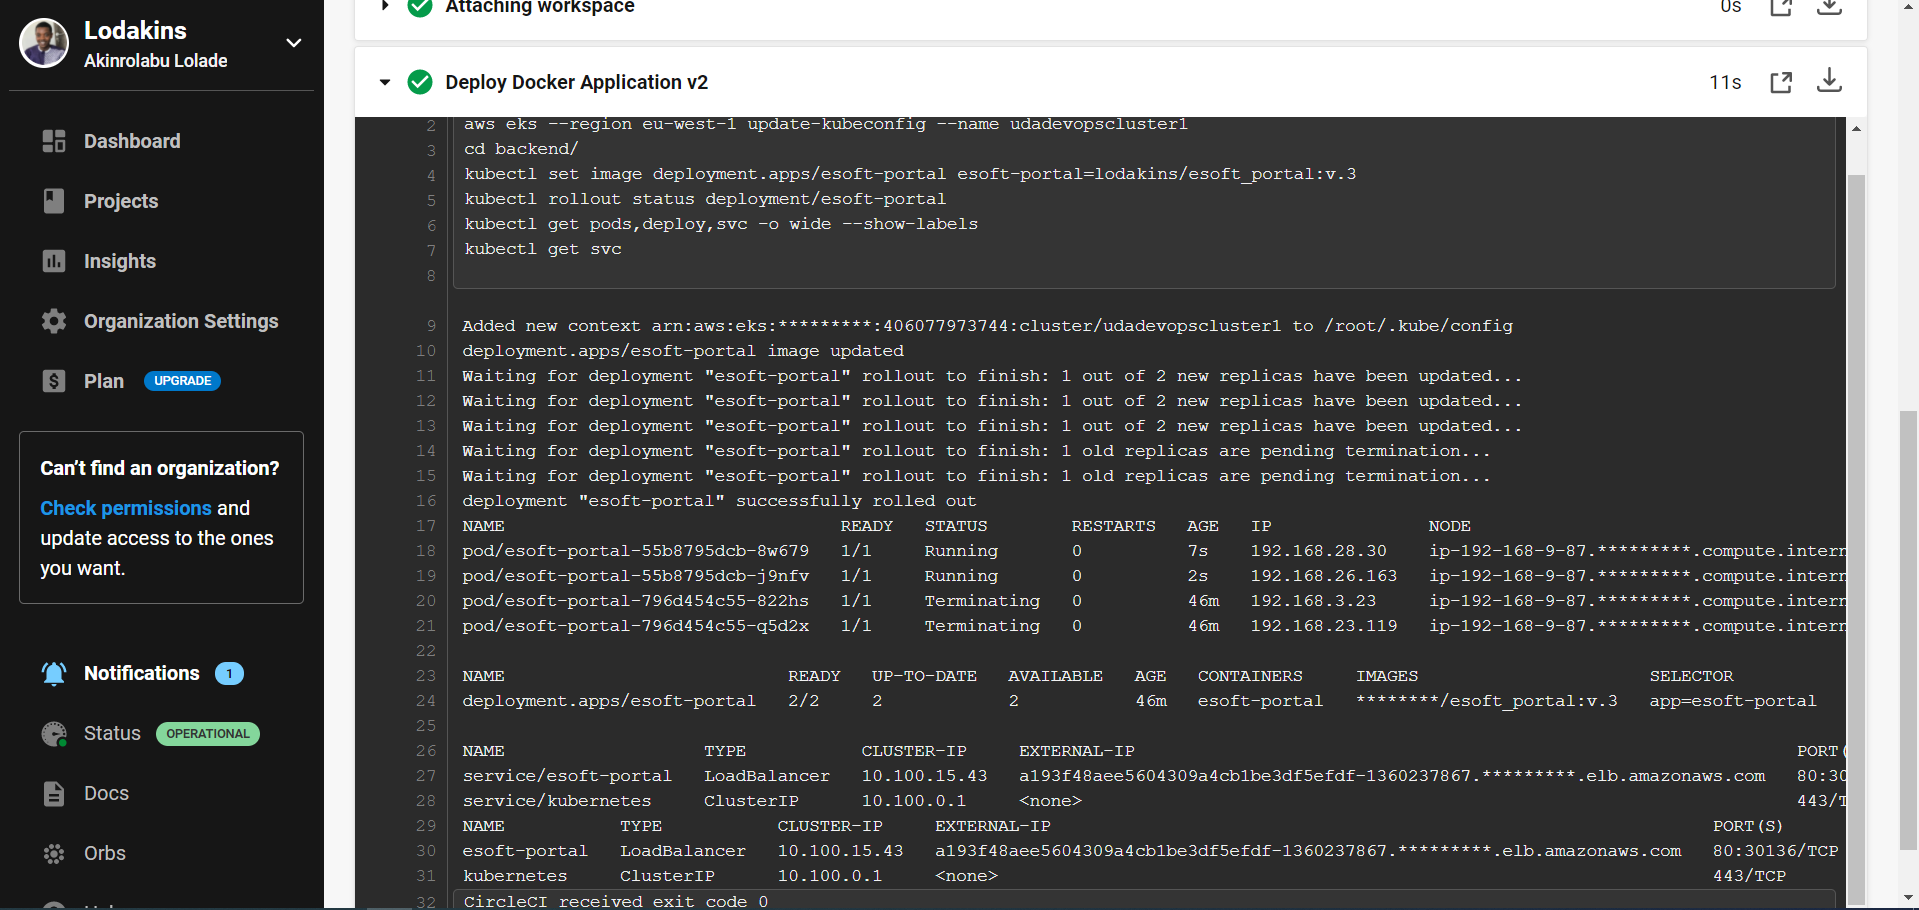 Lodakins
Akinrolabu Lolade
Dashboard
Projects
Insights
Organization Settings
Plan UPGRADE
Can't find an organization?
Check permissions and
update access to the ones
you want.
Notifications 1
Status OPERATIONAL
Docs
Orbs
Attaching workspace 0s
Deploy Docker Application v2 11s
2 aws eks --region eu-west-1 update-kubeconfig --name udadevopscluster1
3 cd backend/
4 kubectl set image deployment.apps/esoft-portal esoft-portal=lodakins/esoft_portal:v.3
5 kubectl rollout status deployment/esoft-portal
6 kubectl get pods,deploy,svc -o wide --show-labels
7 kubectl get svc
8
9 Added new context arn:aws:eks:*********:406077973744:cluster/udadevopscluster1 to /root/.kube/config
10 deployment.apps/esoft-portal image updated
11 Waiting for deployment "esoft-portal" rollout to finish: 1 out of 2 new replicas have been updated...
12 Waiting for deployment "esoft-portal" rollout to finish: 1 out of 2 new replicas have been updated...
13 Waiting for deployment "esoft-portal" rollout to finish: 1 out of 2 new replicas have been updated...
14 Waiting for deployment "esoft-portal" rollout to finish: 1 old replicas are pending termination...
15 Waiting for deployment "esoft-portal" rollout to finish: 1 old replicas are pending termination...
16 deployment "esoft-portal" successfully rolled out
17 NAME READY STATUS RESTARTS AGE IP NODE
18 pod/esoft-portal-55b8795dcb-8w679 1/1 Running 0 7s 192.168.28.30 ip-192-168-9-87.*********.compute.intern
19 pod/esoft-portal-55b8795dcb-j9nfv 1/1 Running 0 2s 192.168.26.163 ip-192-168-9-87.*********.compute.intern
20 pod/esoft-portal-796d454c55-822hs 1/1 Terminating 0 46m 192.168.3.23 ip-192-168-9-87.*********.compute.intern
21 pod/esoft-portal-796d454c55-q5d2x 1/1 Terminating 0 46m 192.168.23.119 ip-192-168-9-87.*********.compute.intern
22
23 NAME READY UP-TO-DATE AVAILABLE AGE CONTAINERS IMAGES SELECTOR
24 deployment.apps/esoft-portal 2/2 2 2 46m esoft-portal ********/esoft_portal:v.3 app=esoft-portal
25
26 NAME TYPE CLUSTER-IP EXTERNAL-IP PORT(
27 service/esoft-portal LoadBalancer 10.100.15.43 a193f48aee5604309a4cb1be3df5efdf-1360237867.*********.elb.amazonaws.com 80:30
28 service/kubernetes ClusterIP 10.100.0.1 <none> 443/T
29 NAME TYPE CLUSTER-IP EXTERNAL-IP PORT(S)
30 esoft-portal LoadBalancer 10.100.15.43 a193f48aee5604309a4cb1be3df5efdf-1360237867.*********.elb.amazonaws.com 80:30136/TCP
31 kubernetes ClusterIP 10.100.0.1 <none> 443/TCP
32 CircleCI received exit code 0